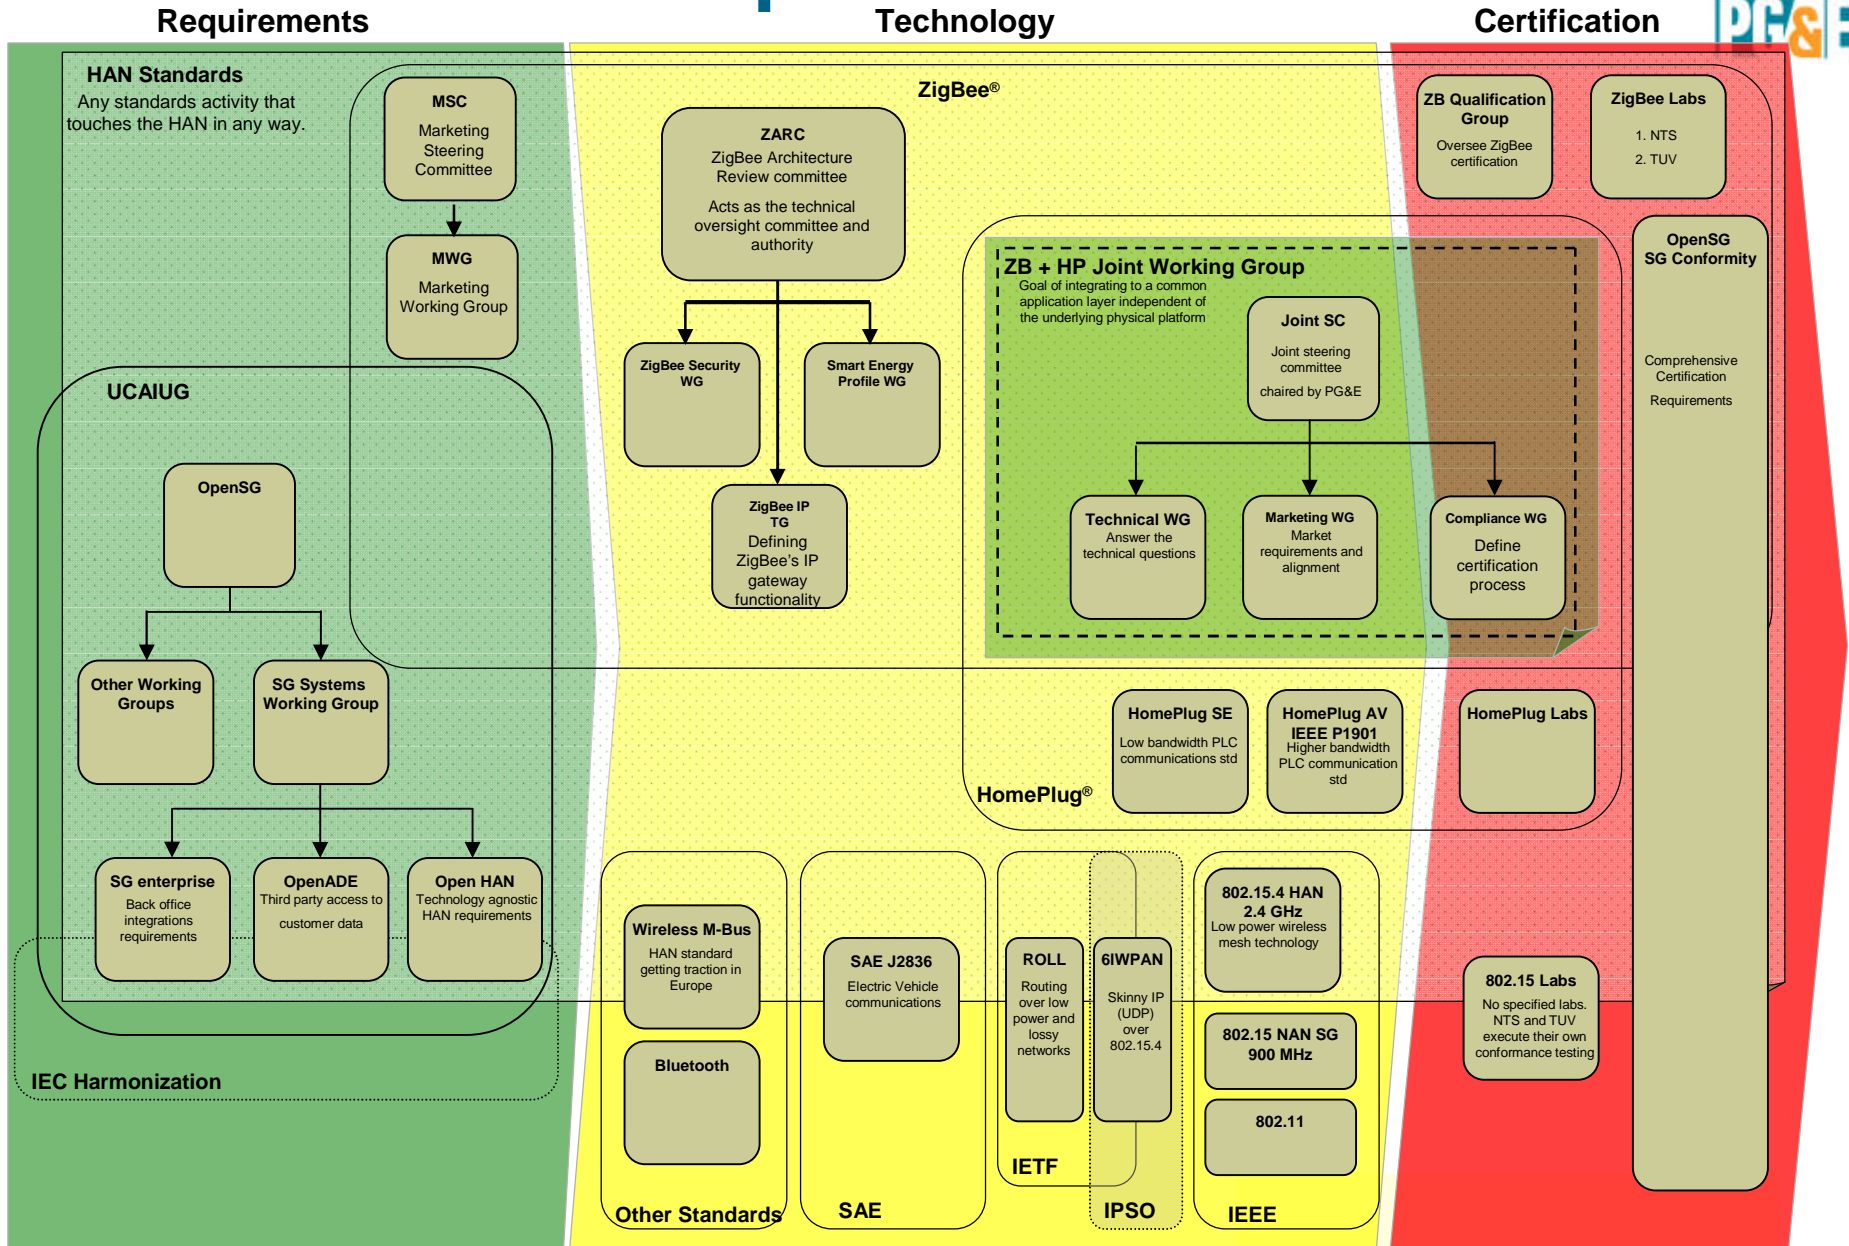 Requirements
Technology
Certification
PG&E
HAN Standards
Any standards activity that
touches the HAN in any way.
MSC
Marketing
Steering
Committee
MWG
Marketing
Working Group
UCAIUG
OpenSG
Other Working
Groups
SG Systems
Working Group
SG enterprise
Back office
integrations
requirements
OpenADE
Third party access to
customer data
Open HAN
Technology agnostic
HAN requirements
IEC Harmonization
ZigBee®
ZARC
ZigBee Architecture
Review committee
Acts as the technical
oversight committee and
authority
ZigBee Security
WG
Smart Energy
Profile WG
ZigBee IP
TG
Defining
ZigBee's IP
gateway
functionality
ZB + HP Joint Working Group
Goal of integrating to a common
application layer independent of
the underlying physical platform
Joint SC
Joint steering
committee
chaired by PG&E
Technical WG
Answer the
technical questions
Marketing WG
Market
requirements and
alignment
Compliance WG
Define
certification
process
HomePlug SE
Low bandwidth PLC
communications std
HomePlug AV
IEEE P1901
Higher bandwidth
PLC communication
std
HomePlug Labs
HomePlug®
Wireless M-Bus
HAN standard
getting traction in
Europe
Bluetooth
Other Standards
SAE J2836
Electric Vehicle
communications
SAE
ROLL
Routing
over low
power and
lossy
networks
IETF
6lWPAN
Skinny IP
(UDP)
over
802.15.4
IPSO
802.15.4 HAN
2.4 GHz
Low power wireless
mesh technology
802.15 NAN SG
900 MHz
802.11
IEEE
ZB Qualification
Group
Oversee ZigBee
certification
ZigBee Labs
1. NTS
2. TUV
OpenSG
SG Conformity
Comprehensive
Certification
Requirements
802.15 Labs
No specified labs.
NTS and TUV
execute their own
conformance testing